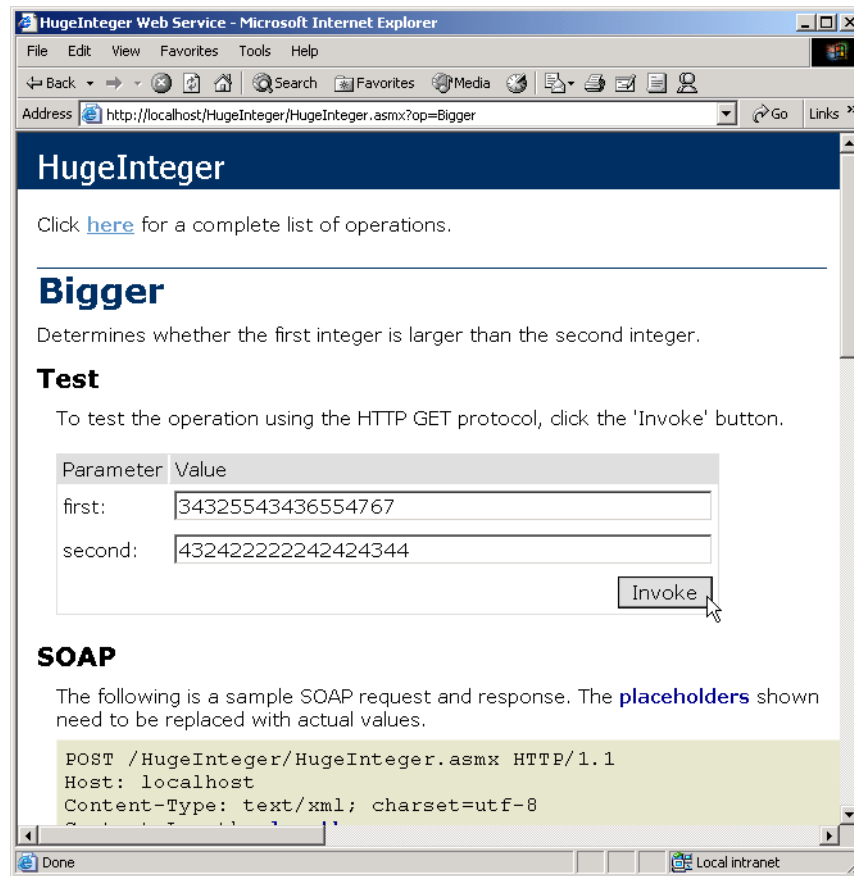 HugeInteger Web Service - Microsoft Internet Explorer
File Edit View Favorites Tools Help
Back Search Favorites Media
Address http://localhost/HugeInteger/HugeInteger.asmx?op=Bigger Go Links »
HugeInteger
Click here for a complete list of operations.
Bigger
Determines whether the first integer is larger than the second integer.
Test
To test the operation using the HTTP GET protocol, click the 'Invoke' button.
Parameter Value
first: 34325543436554767
second: 432422222242424344
Invoke
SOAP
The following is a sample SOAP request and response. The placeholders shown
need to be replaced with actual values.
POST /HugeInteger/HugeInteger.asmx HTTP/1.1
Host: localhost
Content-Type: text/xml; charset=utf-8
Done Local intranet